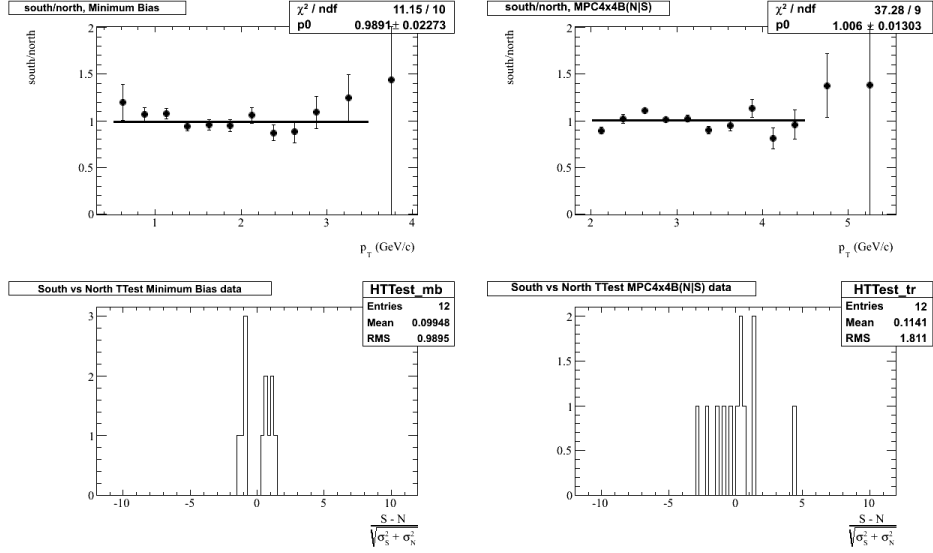 south/north, Minimum Bias
χ² / ndf 11.15 / 10
p0 0.9891 ± 0.02273
south/north
2
1.5
1
0.5
0
1 2 3 4
p_T (GeV/c)
south/north, MPC4x4B(N|S)
χ² / ndf 37.28 / 9
p0 1.006 ± 0.01303
south/north
2
1.5
1
0.5
0
2 3 4 5
p_T (GeV/c)
South vs North TTest Minimum Bias data
HTTest_mb
Entries 12
Mean 0.09948
RMS 0.9895
3
2
1
0
-10 -5 0 5 10
S - N
√σ_S² + σ_N²
South vs North TTest MPC4x4B(N|S) data
HTTest_tr
Entries 12
Mean 0.1141
RMS 1.811
2
1.5
1
0.5
0
-10 -5 0 5 10
S - N
√σ_S² + σ_N²